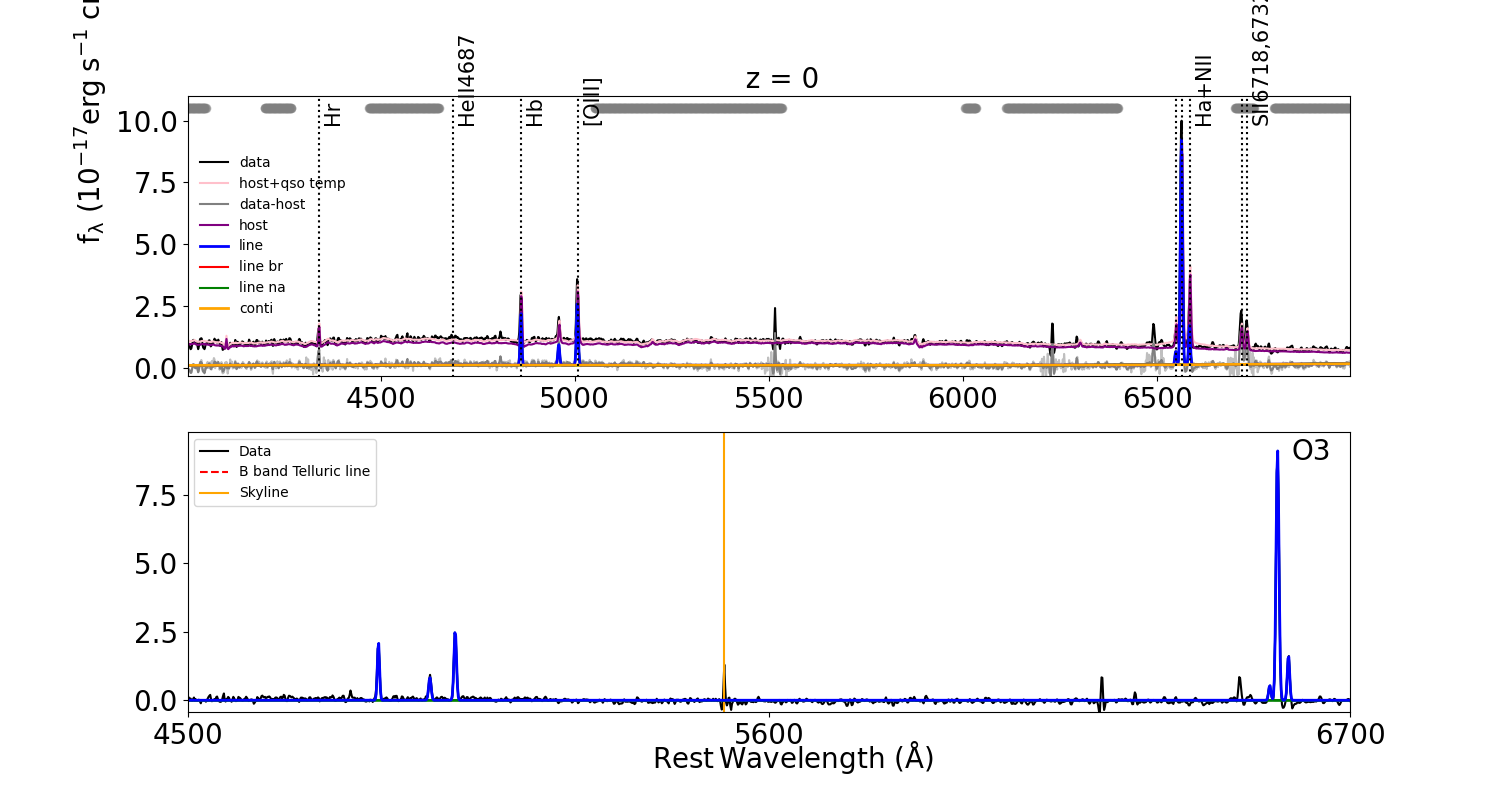 z = 0
f_λ (10⁻¹⁷erg s⁻¹
Hr
HeII4687
Hb
[OIII]
Ha+NII
SII6718,6732
10.0
7.5
5.0
2.5
0.0
data
host+qso temp
data-host
host
line
line br
line na
conti
4500 5000 5500 6000 6500
Data
B band Telluric line
Skyline
O3
7.5
5.0
2.5
0.0
4500 5600 6700
Rest Wavelength (Å)